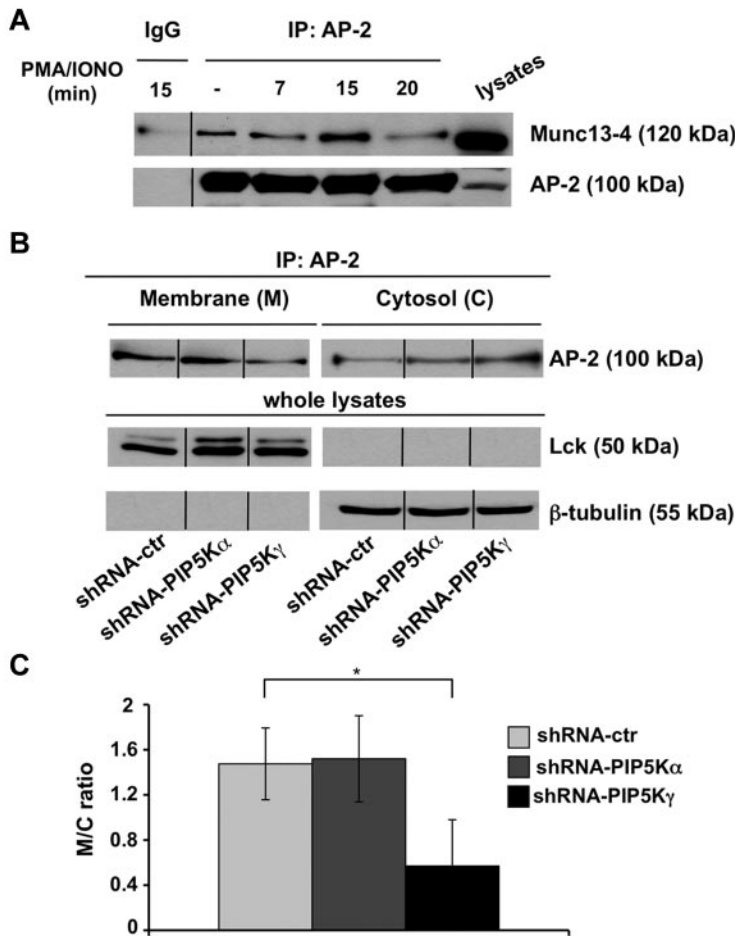 A
IgG
IP: AP-2
PMA/IONO
(min)
15
-
7
15
20
lysates
Munc13-4 (120 kDa)
AP-2 (100 kDa)
B
IP: AP-2
Membrane (M)
Cytosol (C)
AP-2 (100 kDa)
whole lysates
Lck (50 kDa)
β-tubulin (55 kDa)
shRNA-ctr
shRNA-PIP5Kα
shRNA-PIP5Kγ
shRNA-ctr
shRNA-PIP5Kα
shRNA-PIP5Kγ
C
*
M/C ratio
2
1.6
1.2
0.8
0.4
0
shRNA-ctr
shRNA-PIP5Kα
shRNA-PIP5Kγ